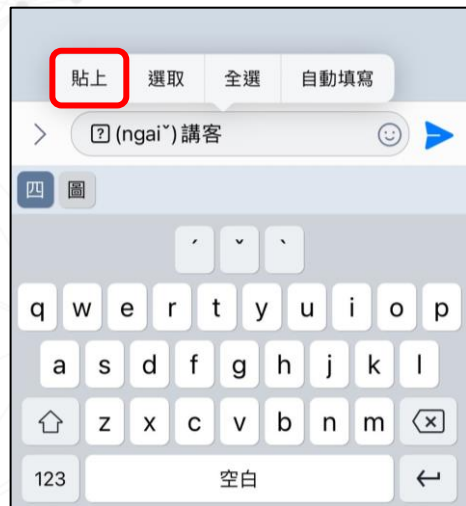 貼上 選取 全選 自動填寫
⍰ (ngaiˇ) 講客
四 圖
ˊ ˇ ˋ
q w e r t y u i o p
a s d f g h j k l
z x c v b n m
123 空白